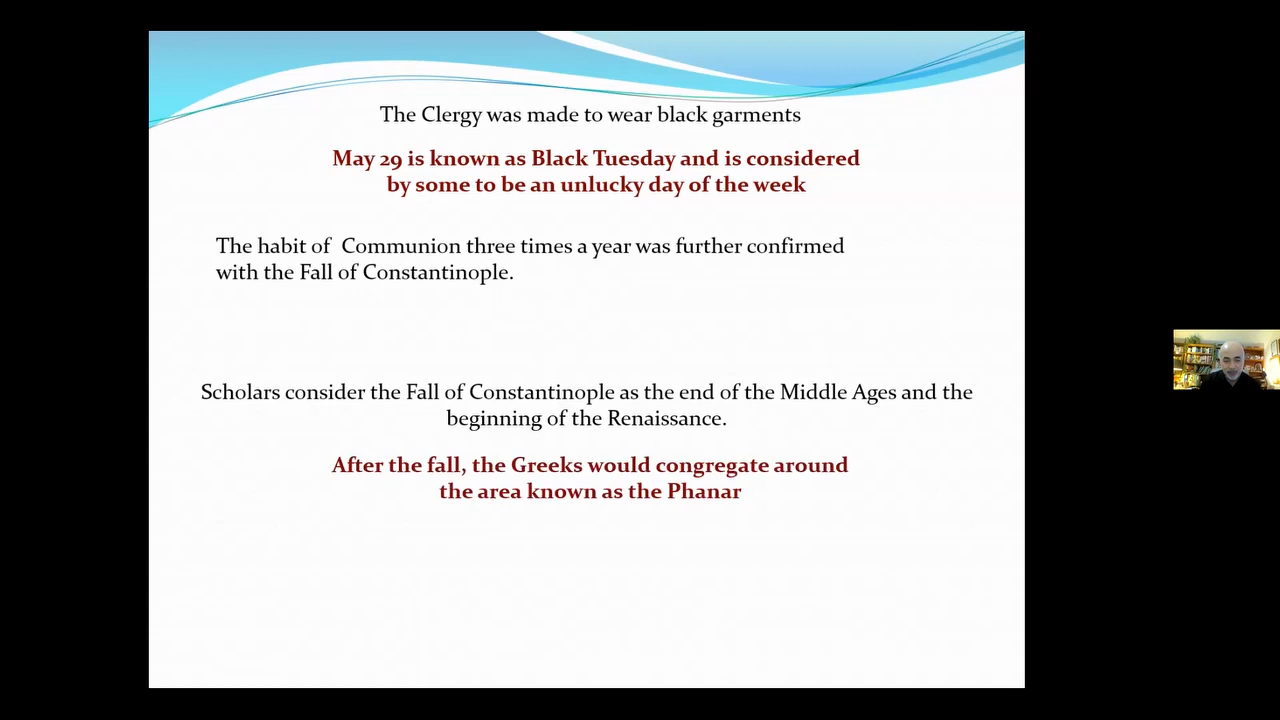 The Clergy was made to wear black garments
May 29 is known as Black Tuesday and is considered
by some to be an unlucky day of the week
The habit of Communion three times a year was further confirmed
with the Fall of Constantinople.
Scholars consider the Fall of Constantinople as the end of the Middle Ages and the
beginning of the Renaissance.
After the fall, the Greeks would congregate around
the area known as the Phanar